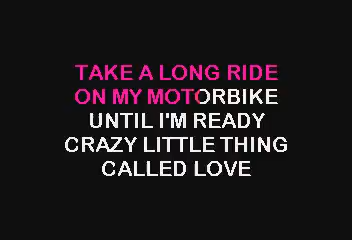 TAKE A LONG RIDE
ON MY MOTORBIKE
UNTIL I'M READY
CRAZY LITTLE THING
CALLED LOVE